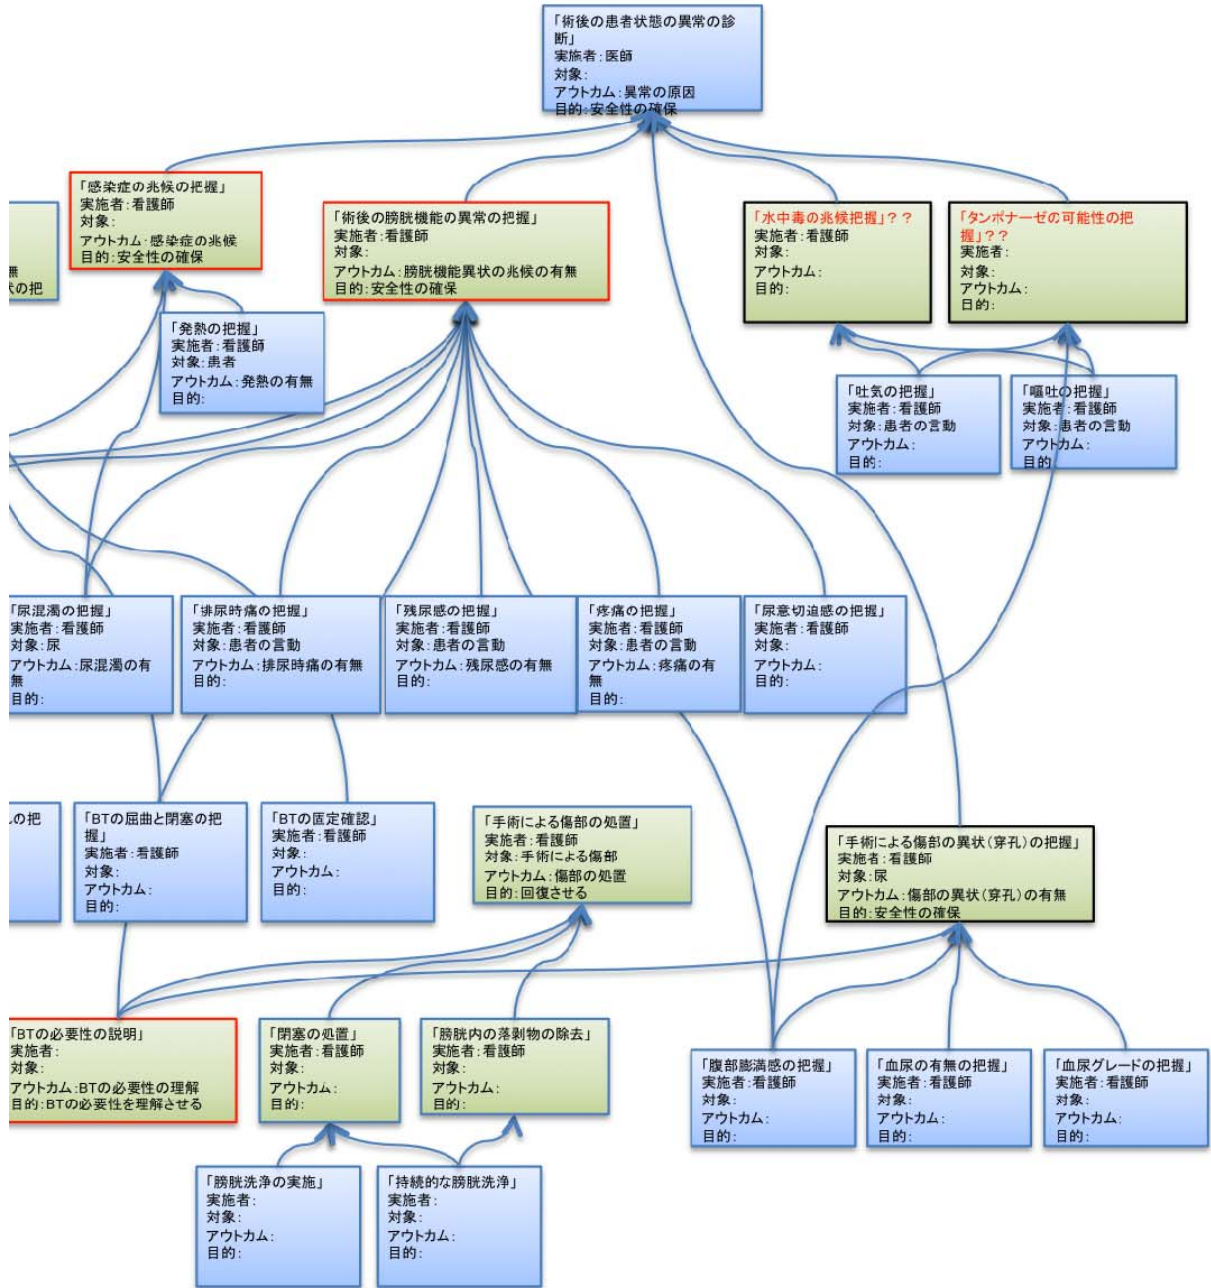 「術後の患者状態の異常の診
断」
実施者:医師
対象:
アウトカム:異常の原因
目的:安全性の確保
「感染症の兆候の把握」
実施者:看護師
対象:
アウトカム:感染症の兆候
目的:安全性の確保
無
状の把
「術後の膀胱機能の異常の把握」
実施者:看護師
対象:
アウトカム:膀胱機能異状の兆候の有無
目的:安全性の確保
「水中毒の兆候把握」??
実施者:看護師
対象:
アウトカム:
目的:
「タンポナーゼの可能性の把
握」??
実施者:
対象:
アウトカム:
目的:
「発熱の把握」
実施者:看護師
対象:患者
アウトカム:発熱の有無
目的:
「吐気の把握」
実施者:看護師
対象:患者の言動
アウトカム:
目的:
「嘔吐の把握」
実施者:看護師
対象:患者の言動
アウトカム:
目的:
「尿混濁の把握」
実施者:看護師
対象:尿
アウトカム:尿混濁の有
無
目的:
「排尿時痛の把握」
実施者:看護師
対象:患者の言動
アウトカム:排尿時痛の有無
目的:
「残尿感の把握」
実施者:看護師
対象:患者の言動
アウトカム:残尿感の有無
目的:
「疼痛の把握」
実施者:看護師
対象:患者の言動
アウトカム:疼痛の有
無
目的:
「尿意切迫感の把握」
実施者:看護師
対象:
アウトカム:
目的:
の把
「BTの屈曲と閉塞の把
握」
実施者:看護師
対象:
アウトカム:
目的:
「BTの固定確認」
実施者:看護師
対象:
アウトカム:
目的:
「手術による傷部の処置」
実施者:看護師
対象:手術による傷部
アウトカム:傷部の処置
目的:回復させる
「手術による傷部の異状(穿孔)の把握」
実施者:看護師
対象:尿
アウトカム:傷部の異状(穿孔)の有無
目的:安全性の確保
「BTの必要性の説明」
実施者:
対象:
アウトカム:BTの必要性の理解
目的:BTの必要性を理解させる
「閉塞の処置」
実施者:看護師
対象:
アウトカム:
目的:
「膀胱内の落剥物の除去」
実施者:看護師
対象:
アウトカム:
目的:
「腹部膨満感の把握」
実施者:看護師
対象:
アウトカム:
目的:
「血尿の有無の把握」
実施者:看護師
対象:
アウトカム:
目的:
「血尿グレードの把握」
実施者:看護師
対象:
アウトカム:
目的:
「膀胱洗浄の実施」
実施者:
対象:
アウトカム:
目的:
「持続的な膀胱洗浄」
実施者:
対象:
アウトカム:
目的: